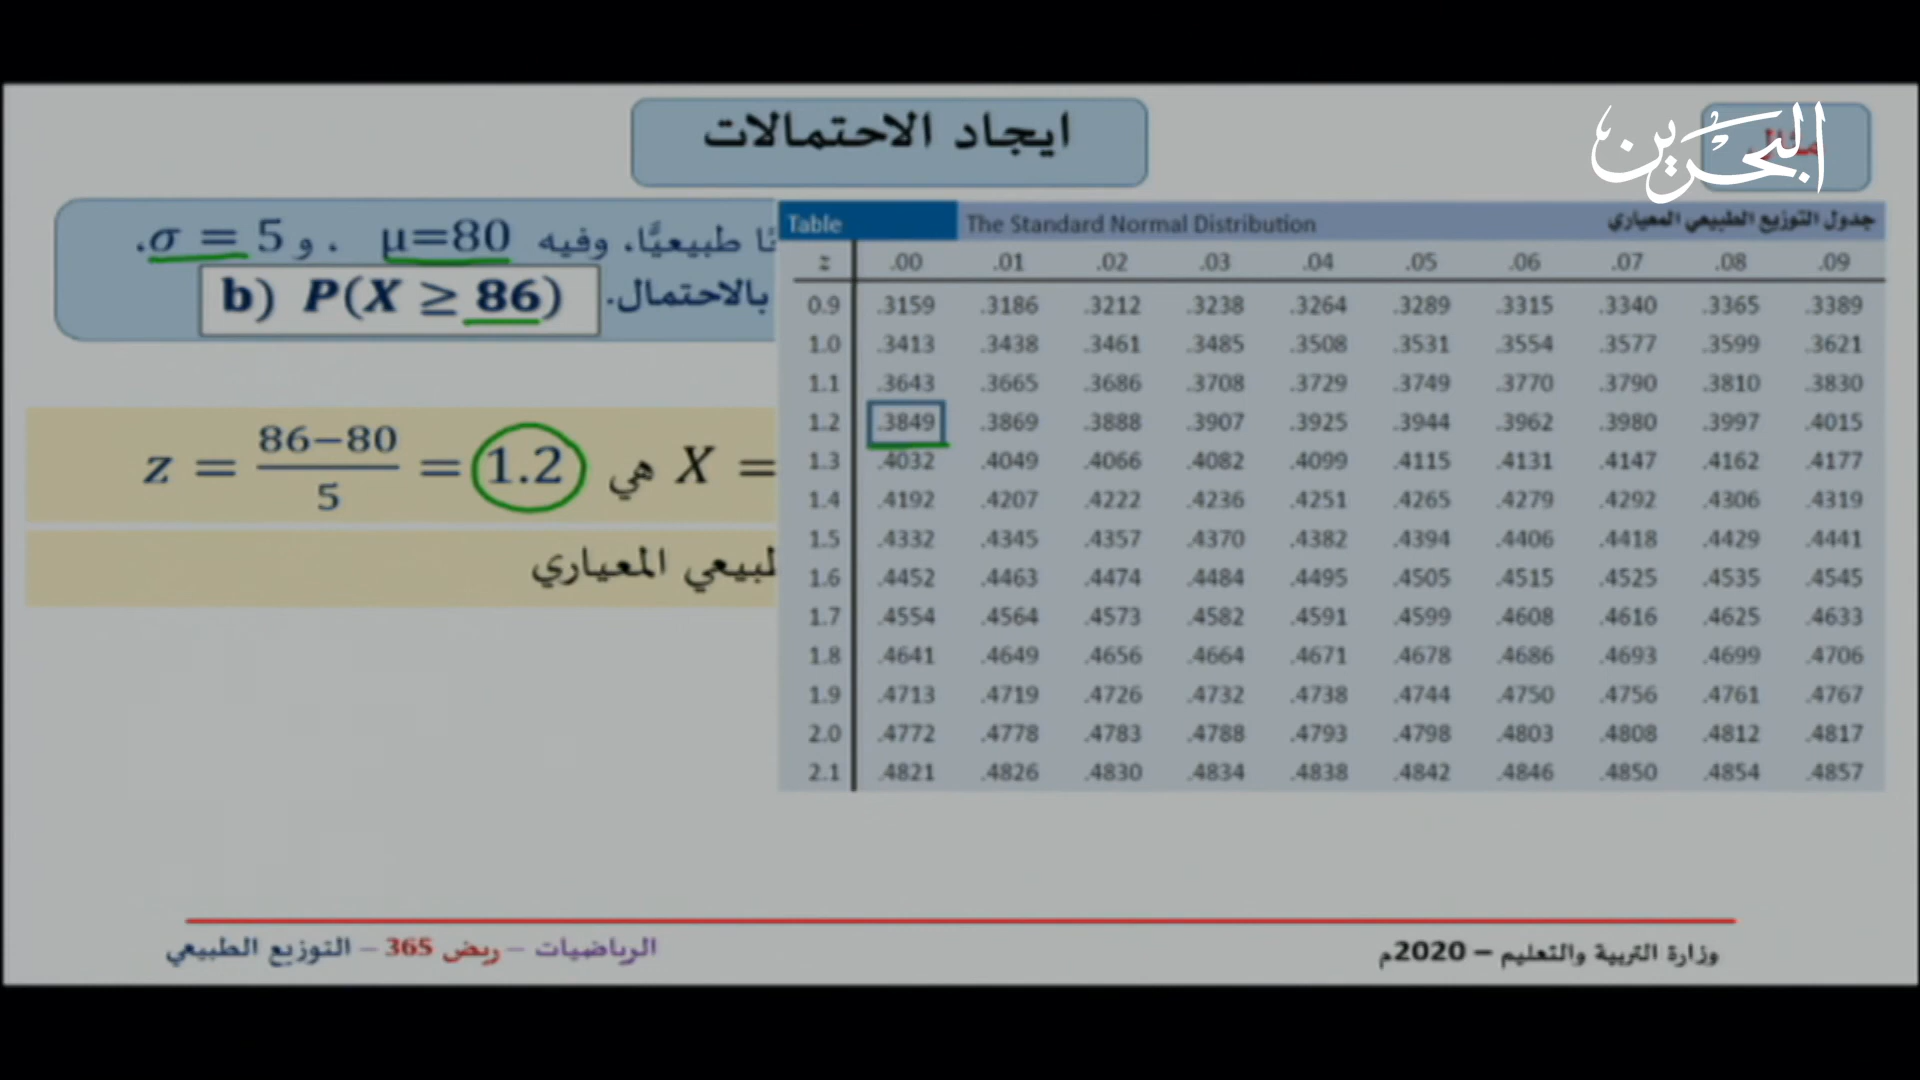 ايجاد الاحتمالات
البحرين
طبيعيًّا، وفيه μ=80 . و σ = 5.
بالاحتمال.
b) P(X ≥ 86)
X = هي z = 86−80 / 5 = 1.2
المعياري
Table The Standard Normal Distribution جدول التوزيع الطبيعي المعياري
z .00 .01 .02 .03 .04 .05 .06 .07 .08 .09
0.9 .3159 .3186 .3212 .3238 .3264 .3289 .3315 .3340 .3365 .3389
1.0 .3413 .3438 .3461 .3485 .3508 .3531 .3554 .3577 .3599 .3621
1.1 .3643 .3665 .3686 .3708 .3729 .3749 .3770 .3790 .3810 .3830
1.2 .3849 .3869 .3888 .3907 .3925 .3944 .3962 .3980 .3997 .4015
1.3 .4032 .4049 .4066 .4082 .4099 .4115 .4131 .4147 .4162 .4177
1.4 .4192 .4207 .4222 .4236 .4251 .4265 .4279 .4292 .4306 .4319
1.5 .4332 .4345 .4357 .4370 .4382 .4394 .4406 .4418 .4429 .4441
1.6 .4452 .4463 .4474 .4484 .4495 .4505 .4515 .4525 .4535 .4545
1.7 .4554 .4564 .4573 .4582 .4591 .4599 .4608 .4616 .4625 .4633
1.8 .4641 .4649 .4656 .4664 .4671 .4678 .4686 .4693 .4699 .4706
1.9 .4713 .4719 .4726 .4732 .4738 .4744 .4750 .4756 .4761 .4767
2.0 .4772 .4778 .4783 .4788 .4793 .4798 .4803 .4808 .4812 .4817
2.1 .4821 .4826 .4830 .4834 .4838 .4842 .4846 .4850 .4854 .4857
وزارة التربية والتعليم – 2020م
الرياضيات – ريض 365 – التوزيع الطبيعي